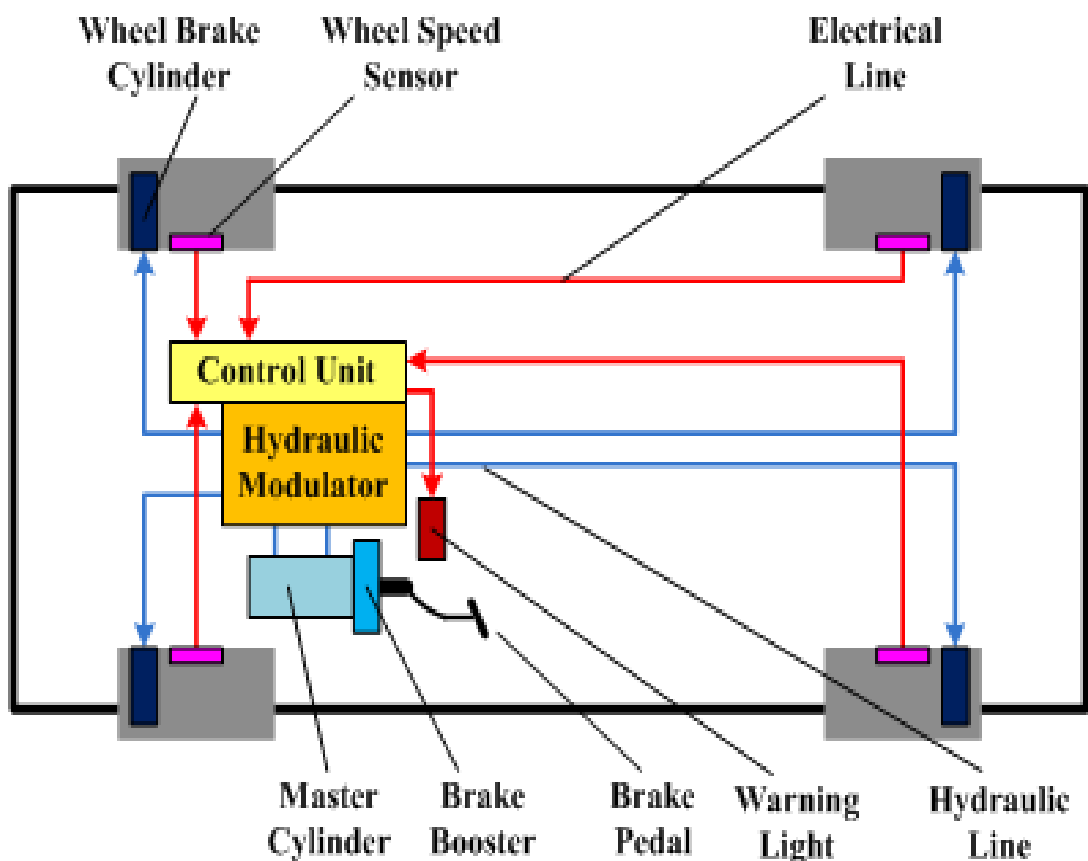 Wheel Brake
Cylinder
Wheel Speed
Sensor
Electrical
Line
Control Unit
Hydraulic
Modulator
Master
Cylinder
Brake
Booster
Brake
Pedal
Warning
Light
Hydraulic
Line